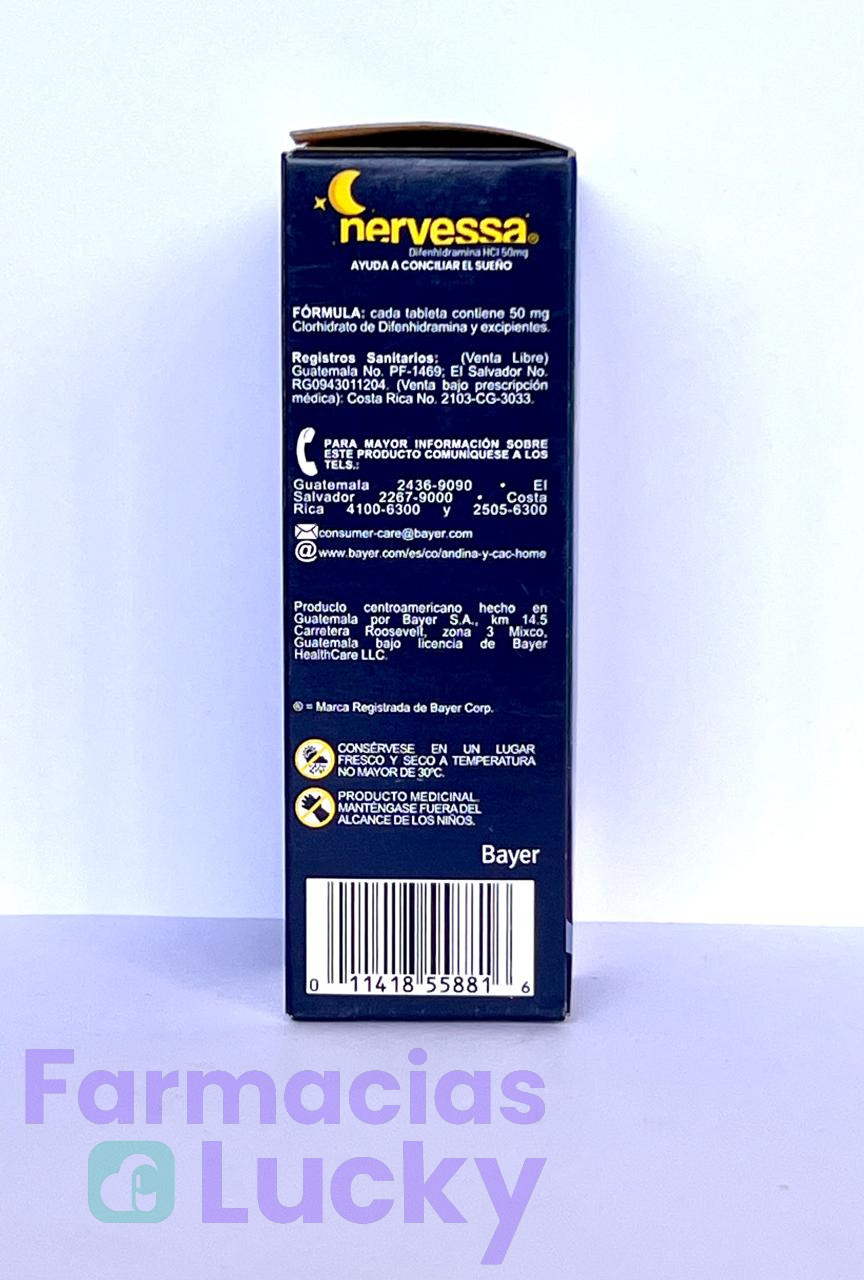 nervessa®
Difenhidramina HCl 50mg
AYUDA A CONCILIAR EL SUEÑO
FÓRMULA: cada tableta contiene 50 mg
Clorhidrato de Difenhidramina y excipientes.
Registros Sanitarios: (Venta Libre)
Guatemala No. PF-1469; El Salvador No.
RG0943011204. (Venta bajo prescripción
médica): Costa Rica No. 2103-CG-3033.
PARA MAYOR INFORMACIÓN SOBRE
ESTE PRODUCTO COMUNÍQUESE A LOS
TELS.:
Guatemala 2436-9090 • El
Salvador 2267-9000 • Costa
Rica 4100-6300 y 2505-6300
consumer-care@bayer.com
@ www.bayer.com/es/co/andina-y-cac-home
Producto centroamericano hecho en
Guatemala por Bayer S.A., km 14.5
Carretera Roosevelt, zona 3 Mixco,
Guatemala bajo licencia de Bayer
HealthCare LLC.
® = Marca Registrada de Bayer Corp.
CONSÉRVESE EN UN LUGAR
FRESCO Y SECO A TEMPERATURA
NO MAYOR DE 30ºC.
PRODUCTO MEDICINAL.
MANTÉNGASE FUERA DEL
ALCANCE DE LOS NIÑOS.
Bayer
0 11418 55881 6
Farmacias
Lucky